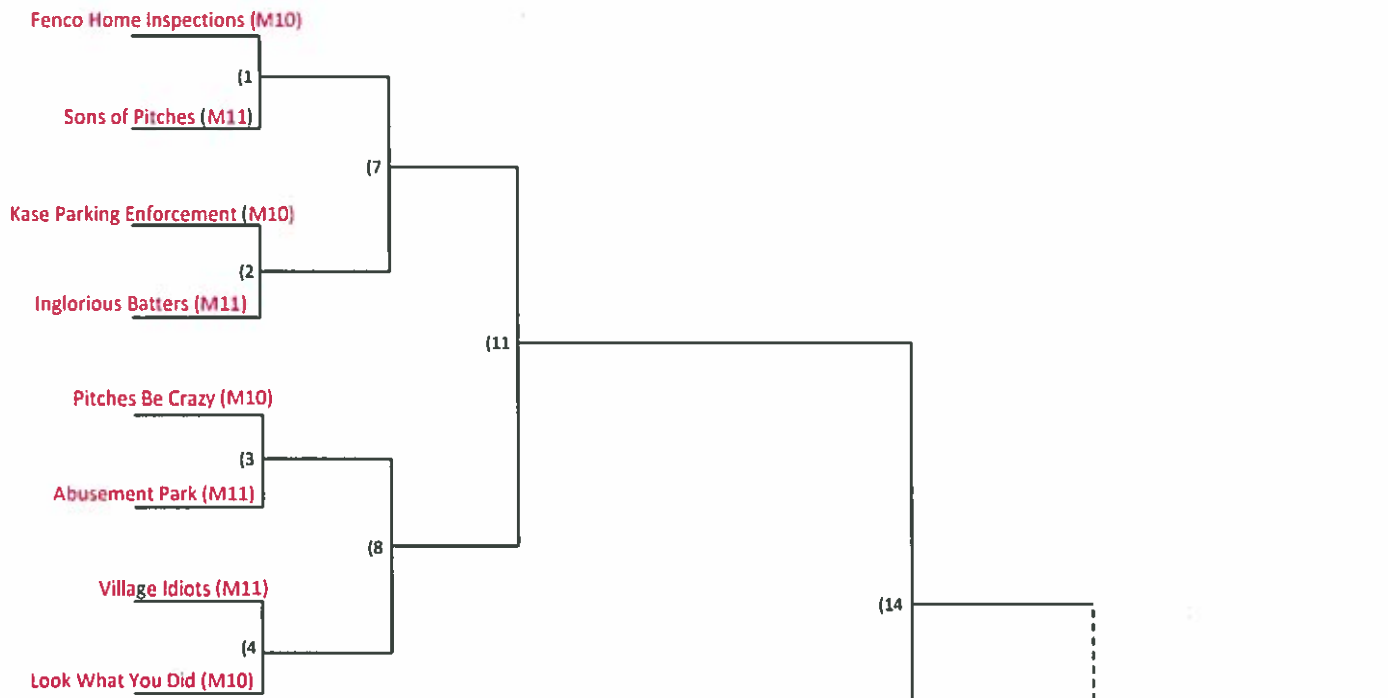 Fenco Home Inspections (M10)
(1
Sons of Pitches (M11)
(7
Kase Parking Enforcement (M10)
(2
Inglorious Batters (M11)
(11
Pitches Be Crazy (M10)
(3
Abusement Park (M11)
(8
Village Idiots (M11)
(14
(4
Look What You Did (M10)